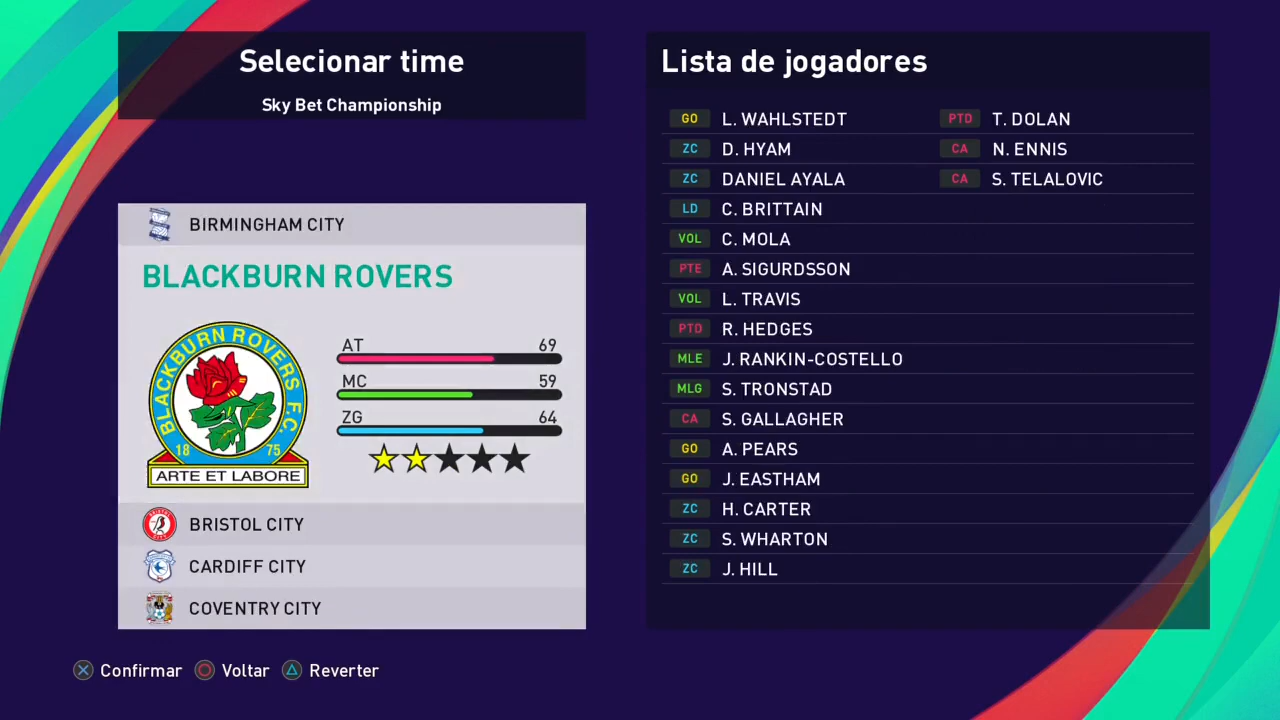 Selecionar time
Sky Bet Championship
BIRMINGHAM CITY
BLACKBURN ROVERS
BLACKBURN ROVERS F.C.
18 75
ARTE ET LABORE
AT 69
MC 59
ZG 64
BRISTOL CITY
CARDIFF CITY
COVENTRY CITY
Lista de jogadores
GO L. WAHLSTEDT
ZC D. HYAM
ZC DANIEL AYALA
LD C. BRITTAIN
VOL C. MOLA
PTE A. SIGURDSSON
VOL L. TRAVIS
PTD R. HEDGES
MLE J. RANKIN-COSTELLO
MLG S. TRONSTAD
CA S. GALLAGHER
GO A. PEARS
GO J. EASTHAM
ZC H. CARTER
ZC S. WHARTON
ZC J. HILL
PTD T. DOLAN
CA N. ENNIS
CA S. TELALOVIC
Confirmar Voltar Reverter